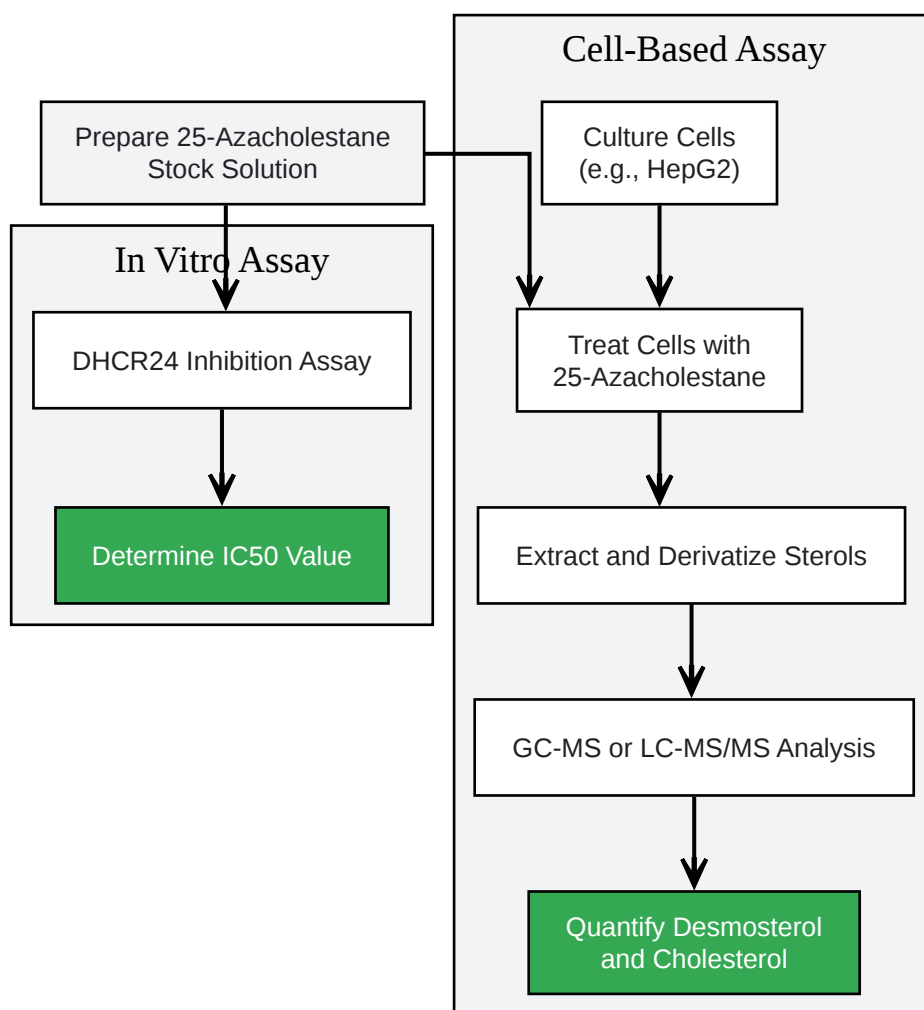 Cell-Based Assay
Prepare 25-Azacholestane
Stock Solution
Culture Cells
(e.g., HepG2)
In Vitro Assay
DHCR24 Inhibition Assay
Treat Cells with
25-Azacholestane
Determine IC50 Value
Extract and Derivatize Sterols
GC-MS or LC-MS/MS Analysis
Quantify Desmosterol
and Cholesterol